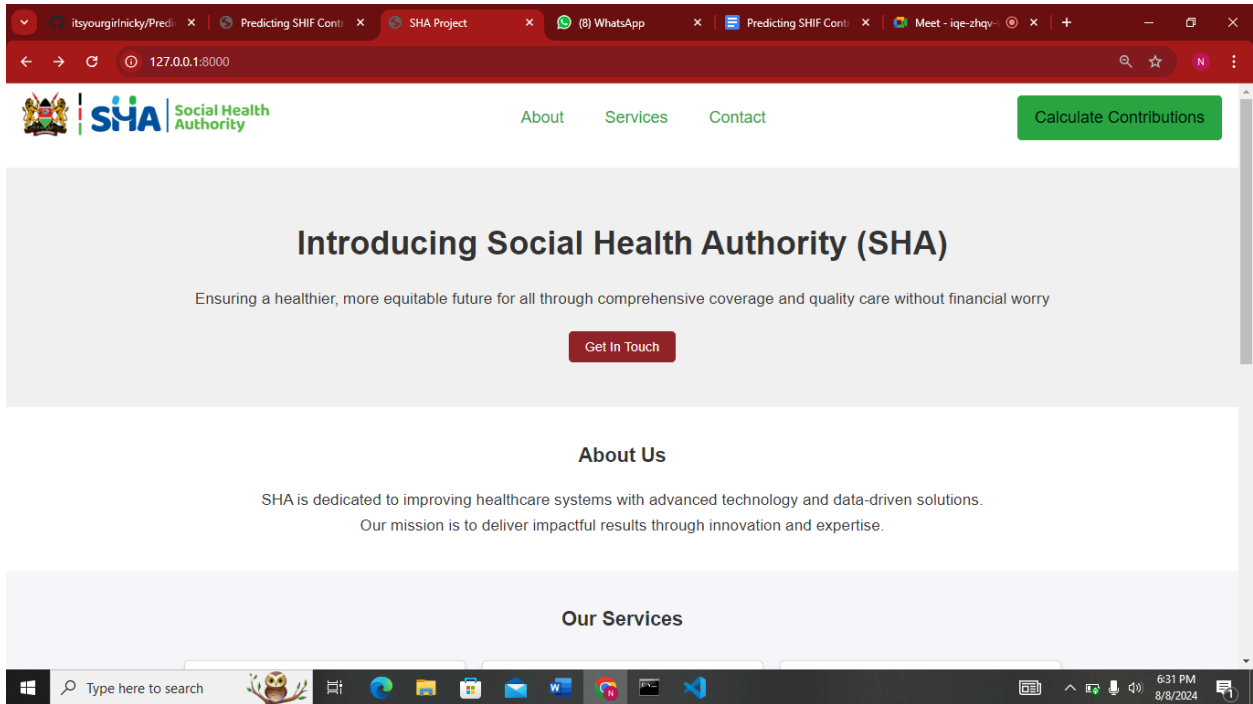 itsyourgirlnicky/Predi
Predicting SHIF Contr
SHA Project
(8) WhatsApp
Predicting SHIF Contr
Meet - iqe-zhqv-
127.0.0.1:8000
N
SHA Social Health
Authority
About Services Contact
Calculate Contributions
Introducing Social Health Authority (SHA)
Ensuring a healthier, more equitable future for all through comprehensive coverage and quality care without financial worry
Get In Touch
About Us
SHA is dedicated to improving healthcare systems with advanced technology and data-driven solutions.
Our mission is to deliver impactful results through innovation and expertise.
Our Services
Type here to search
6:31 PM
8/8/2024
1